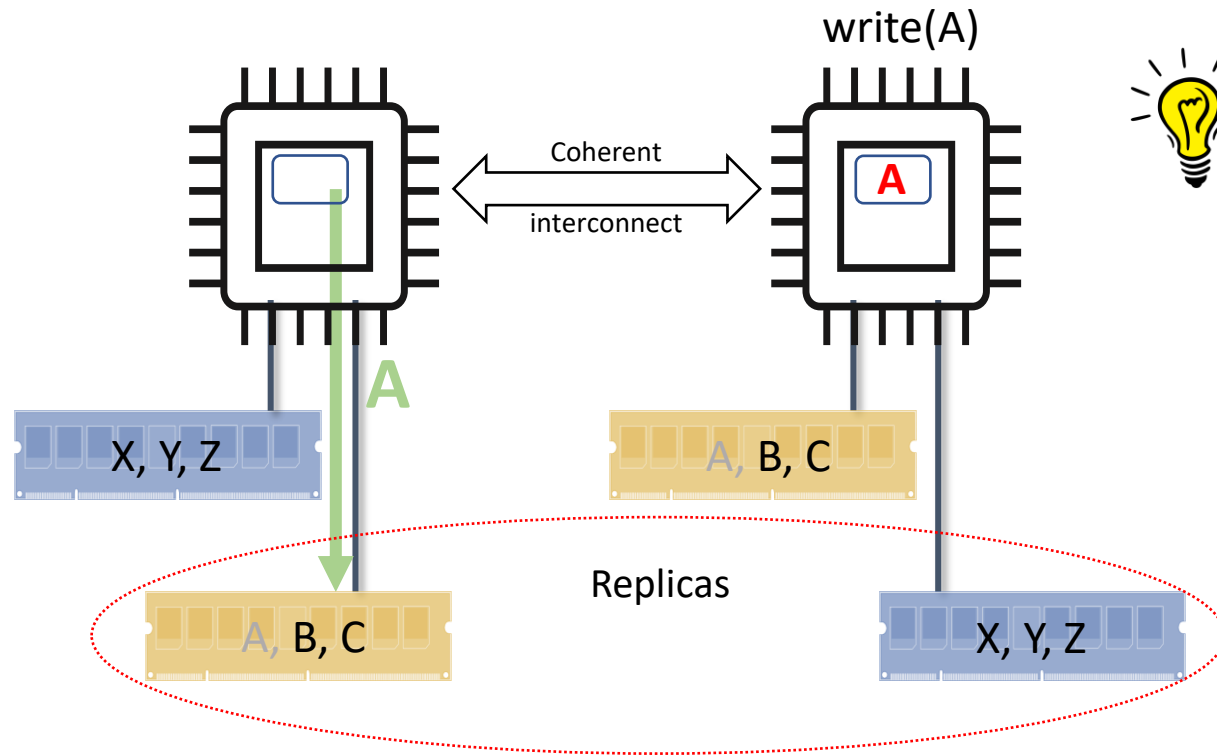 write(A)
Coherent
interconnect
A
A
X, Y, Z
A, B, C
Replicas
A, B, C
X, Y, Z